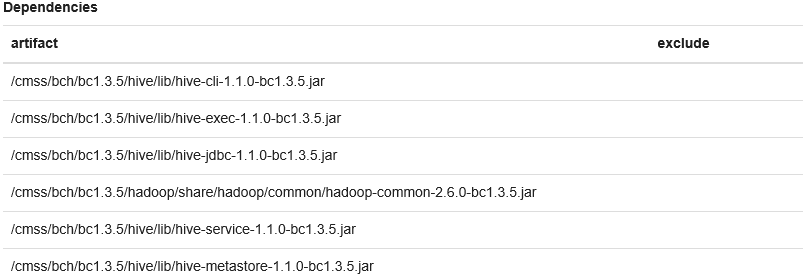 Dependencies
artifact exclude
/cmss/bch/bc1.3.5/hive/lib/hive-cli-1.1.0-bc1.3.5.jar
/cmss/bch/bc1.3.5/hive/lib/hive-exec-1.1.0-bc1.3.5.jar
/cmss/bch/bc1.3.5/hive/lib/hive-jdbc-1.1.0-bc1.3.5.jar
/cmss/bch/bc1.3.5/hadoop/share/hadoop/common/hadoop-common-2.6.0-bc1.3.5.jar
/cmss/bch/bc1.3.5/hive/lib/hive-service-1.1.0-bc1.3.5.jar
/cmss/bch/bc1.3.5/hive/lib/hive-metastore-1.1.0-bc1.3.5.jar